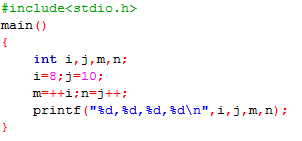 #include<stdio.h>
main()
{
    int i,j,m,n;
    i=8;j=10;
    m=++i;n=j++;
    printf("%d,%d,%d,%d\n",i,j,m,n);
}